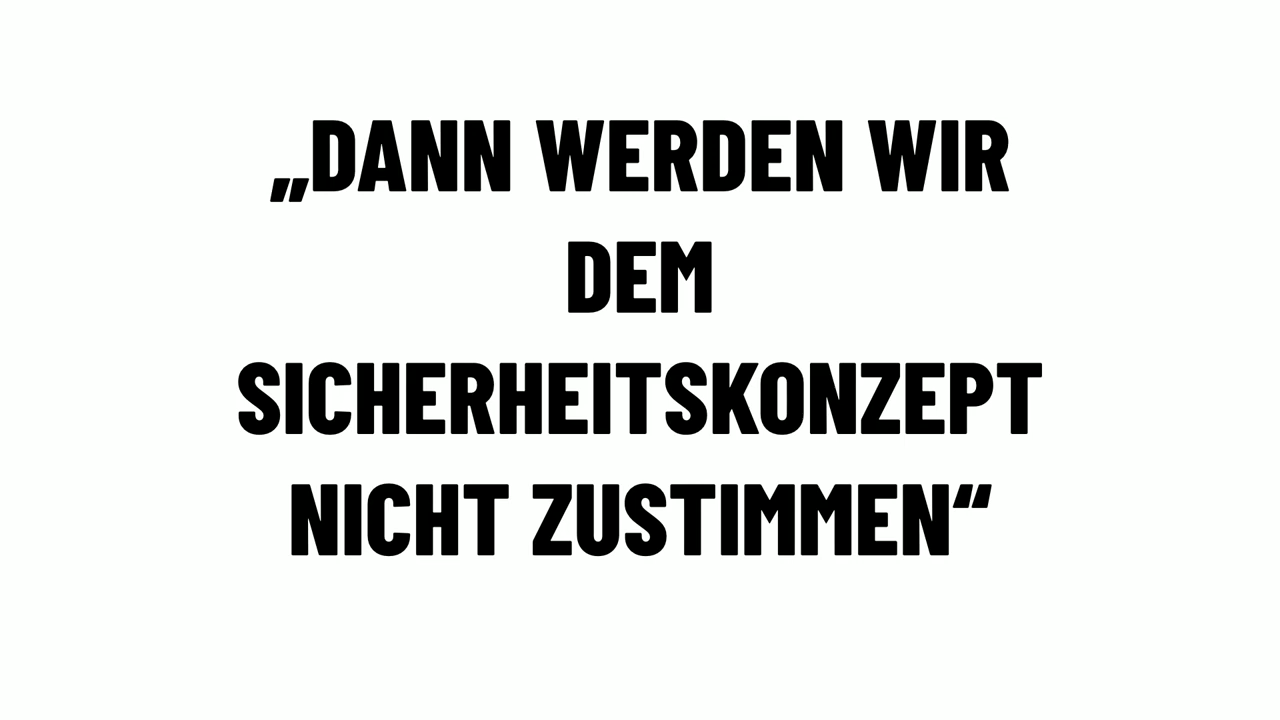 „DANN WERDEN WIR
DEM
SICHERHEITSKONZEPT
NICHT ZUSTIMMEN“